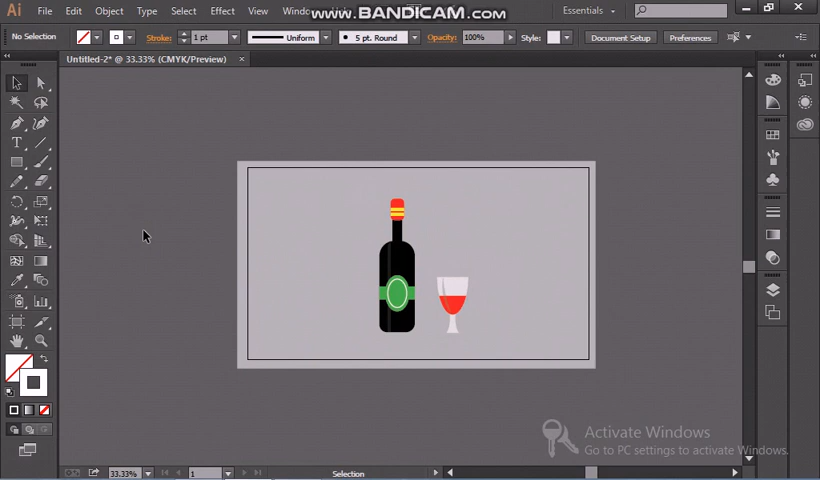 Ai File Edit Object Type Select Effect View WWW.BANDICAM.COM Essentials
No Selection Stroke: 1 pt Uniform 5 pt. Round Opacity: 100% Style: Document Setup Preferences
Untitled-2* @ 33.33% (CMYK/Preview) ×
Activate Windows
Go to PC settings to activate Windows.
33.33% 1 Selection